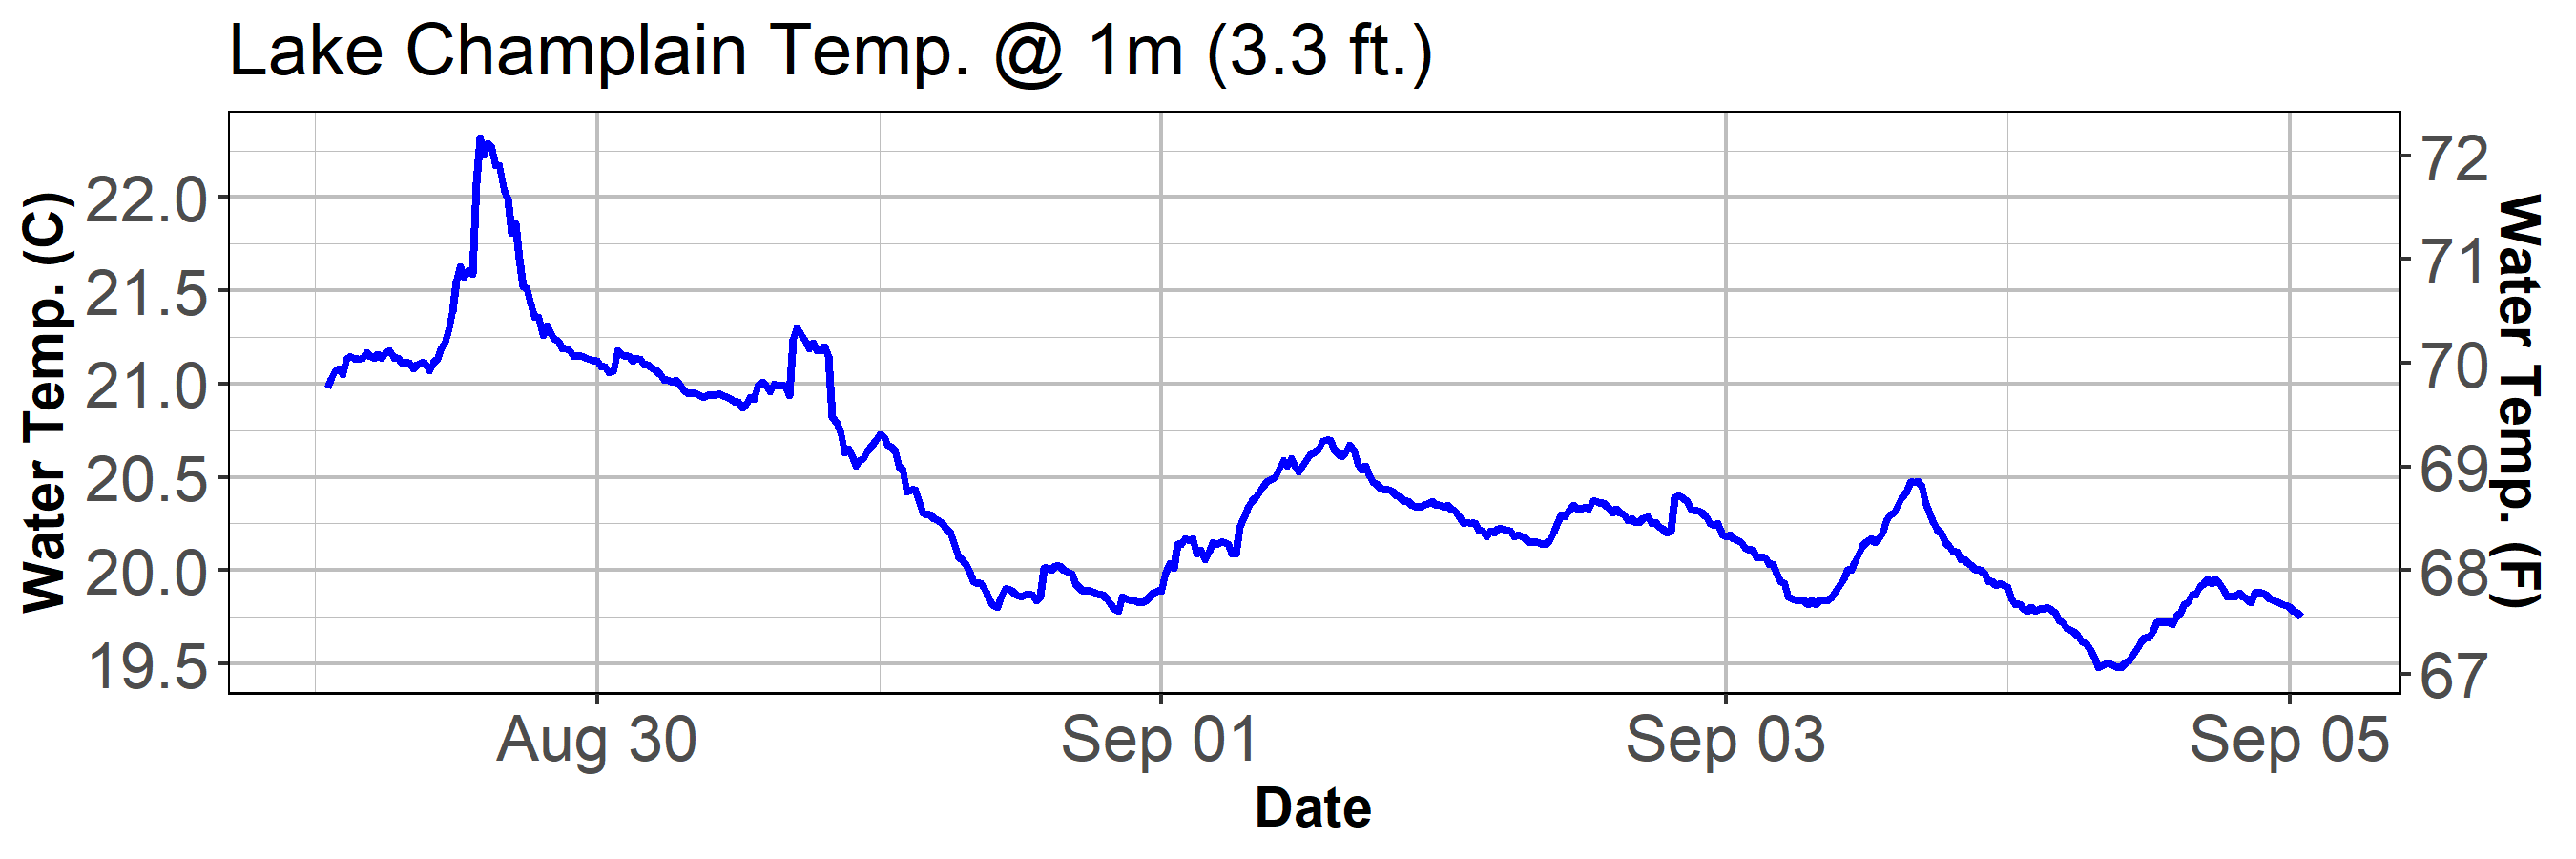 Lake Champlain Temp. @ 1m (3.3 ft.)
Water Temp. (C)
22.0
21.5
21.0
20.5
20.0
19.5
72
71
70
69
68
67
Water Temp. (F)
Aug 30
Sep 01
Sep 03
Sep 05
Date